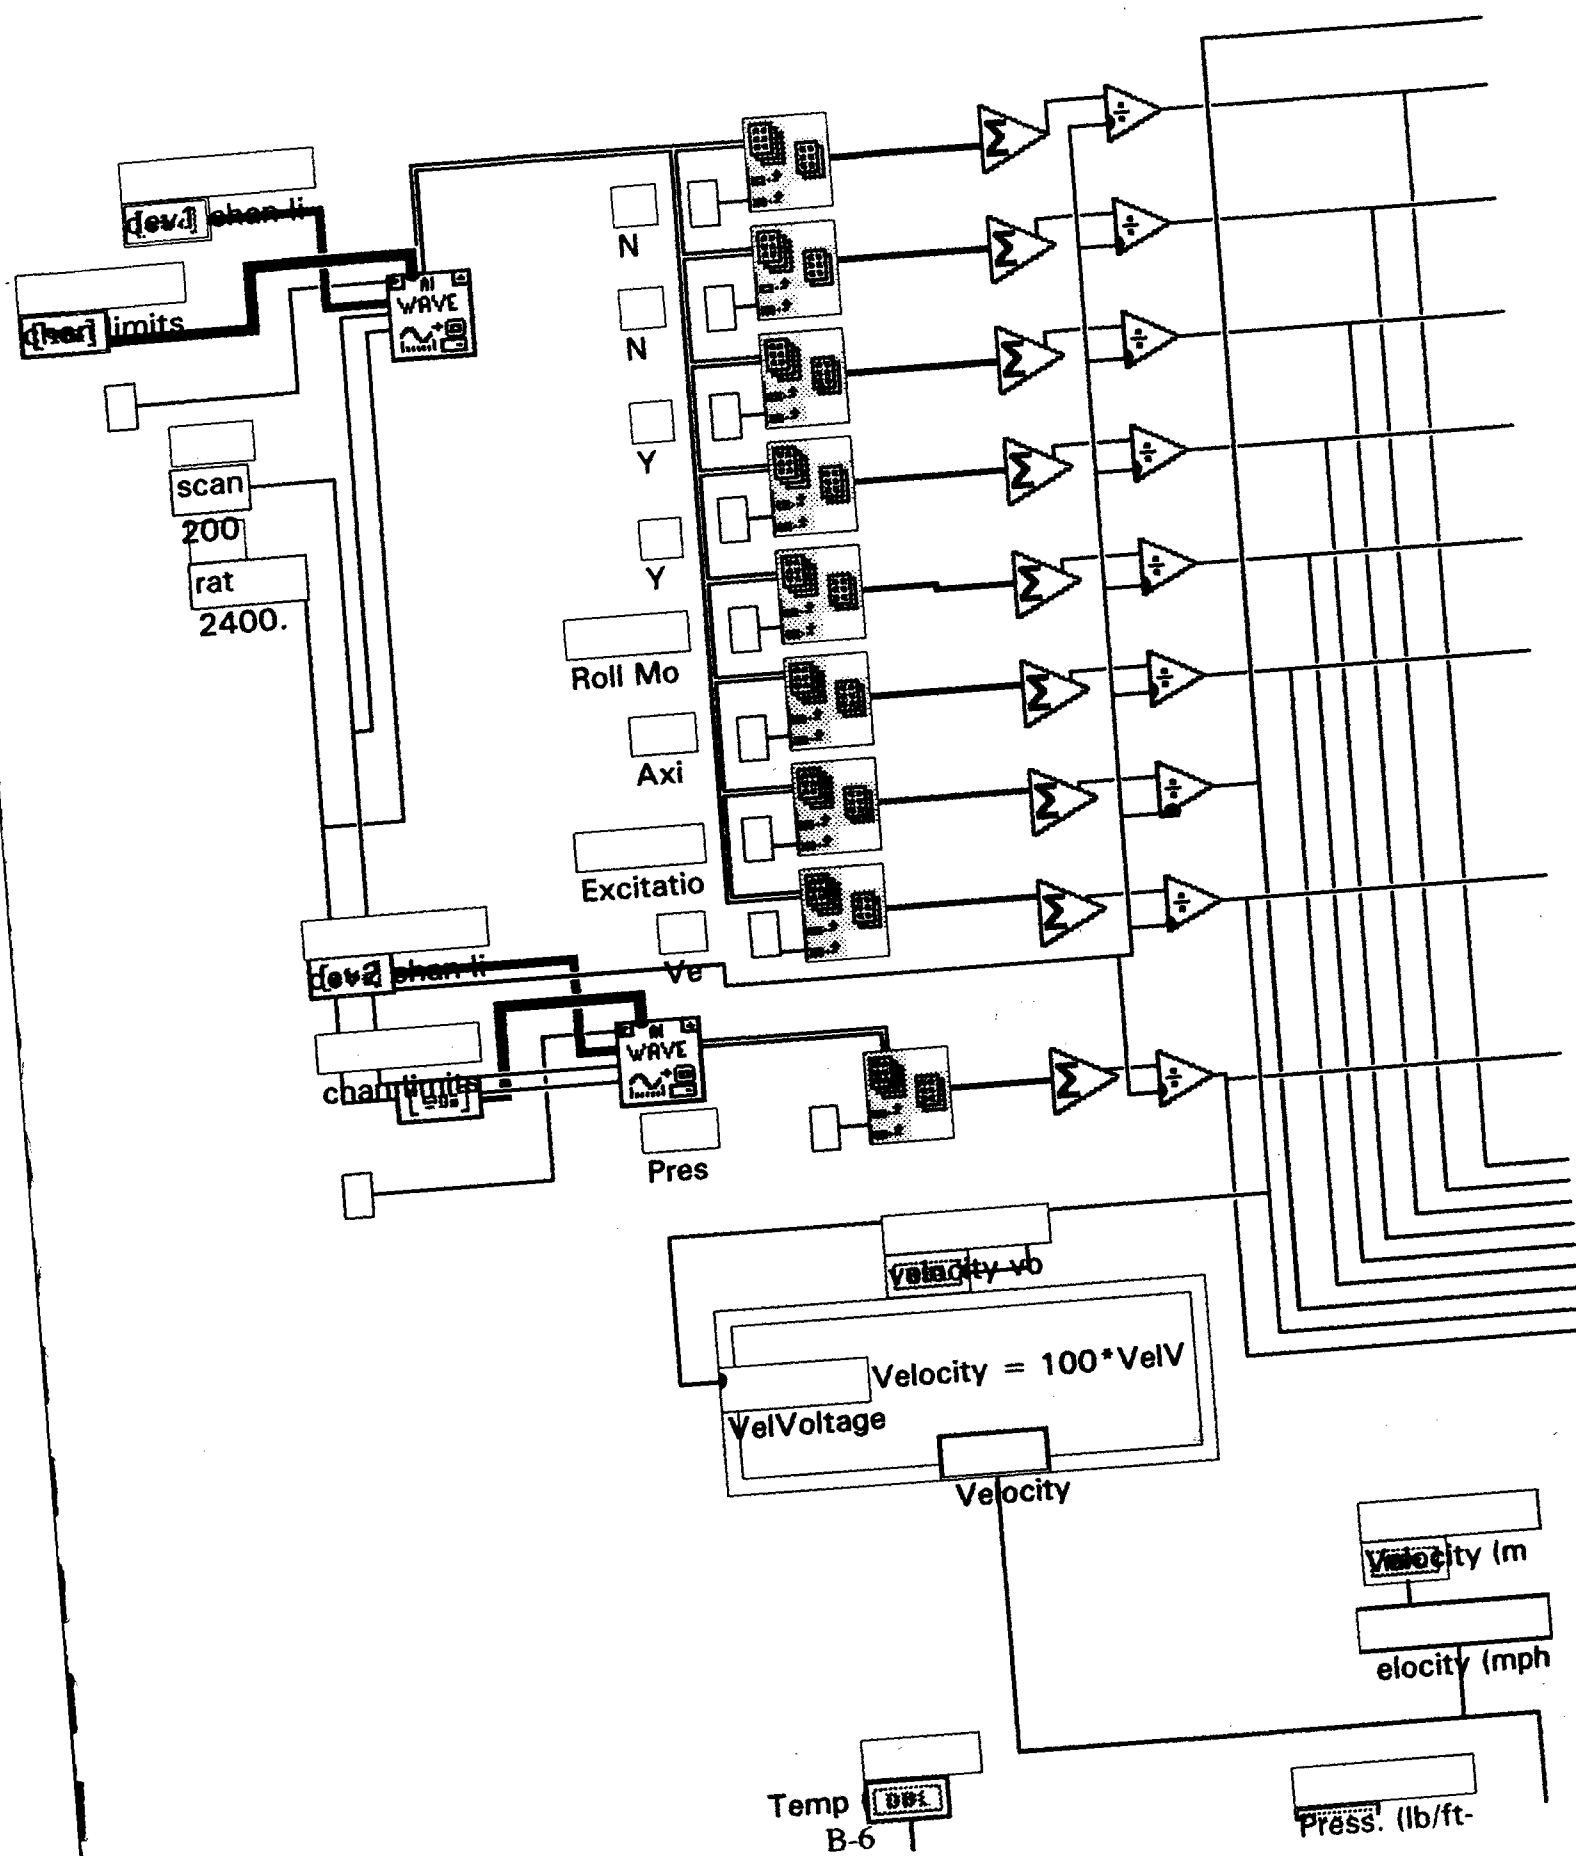 dev1 chan li
AI
WAVE
limits
scan
200
rat
2400.
N
N
Y
Y
Roll Mo
Axi
Excitatio
Ve
dev2 chan li
AI
WAVE
chan limits
Pres
velocity vo
Velocity = 100*VelV
VelVoltage
Velocity
Velocity (m
elocity (mph
Temp (
DBL
Press. (lb/ft-
B-6